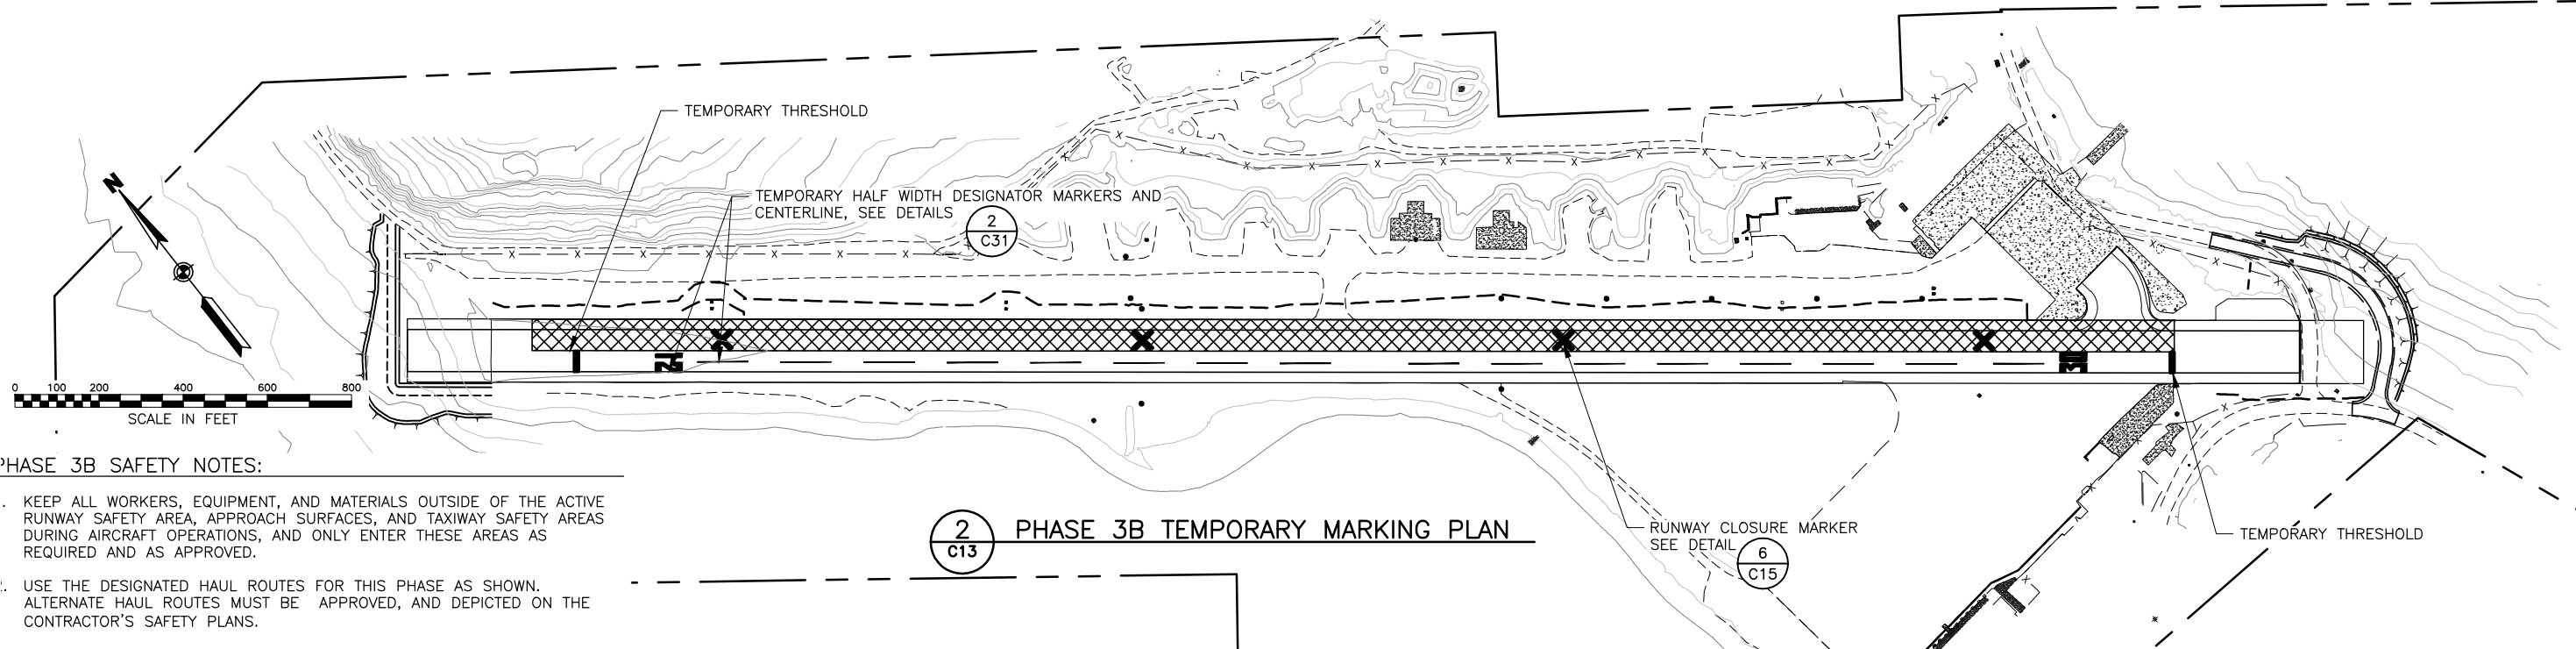 TEMPORARY THRESHOLD
N
TEMPORARY HALF WIDTH DESIGNATOR MARKERS AND
CENTERLINE, SEE DETAILS
2
C31
0 100 200 400 600 800
SCALE IN FEET
PHASE 3B SAFETY NOTES:
. KEEP ALL WORKERS, EQUIPMENT, AND MATERIALS OUTSIDE OF THE ACTIVE
RUNWAY SAFETY AREA, APPROACH SURFACES, AND TAXIWAY SAFETY AREAS
DURING AIRCRAFT OPERATIONS, AND ONLY ENTER THESE AREAS AS
REQUIRED AND AS APPROVED.
. USE THE DESIGNATED HAUL ROUTES FOR THIS PHASE AS SHOWN.
ALTERNATE HAUL ROUTES MUST BE APPROVED, AND DEPICTED ON THE
CONTRACTOR'S SAFETY PLANS.
2
C13
PHASE 3B TEMPORARY MARKING PLAN
RUNWAY CLOSURE MARKER
SEE DETAIL
6
C15
TEMPORARY THRESHOLD